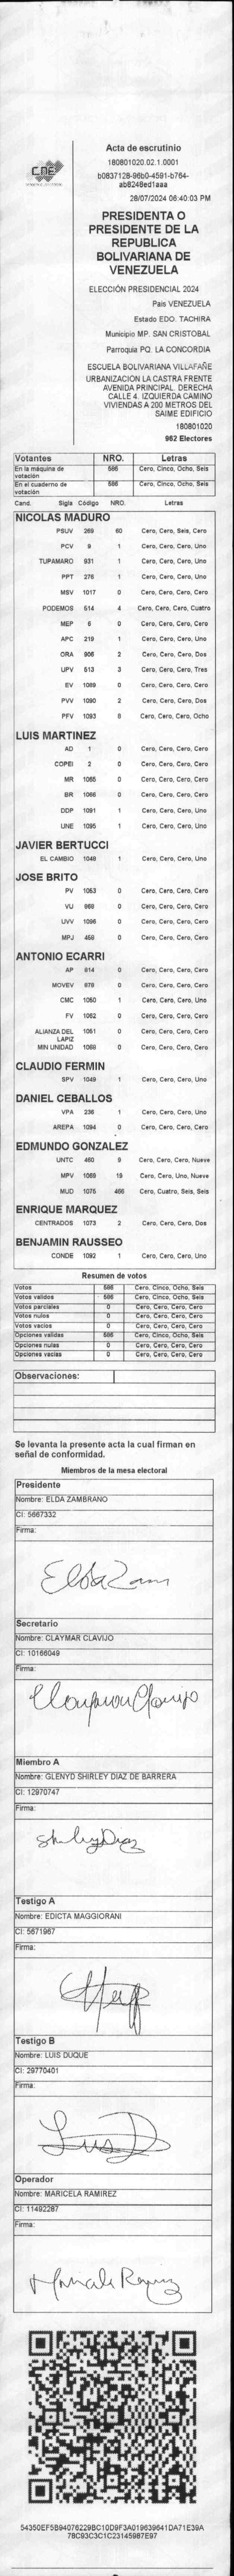 CNE
Acta de escrutinio
180801020.02.1.0001
b0837128-96b0-4591-b764-
ab8248ed1aaa
28/07/2024 06:40:03 PM
PRESIDENTA O
PRESIDENTE DE LA
REPUBLICA
BOLIVARIANA DE
VENEZUELA
ELECCIÓN PRESIDENCIAL 2024
Pais VENEZUELA
Estado EDO. TACHIRA
Municipio MP. SAN CRISTOBAL
Parroquia PQ. LA CONCORDIA
ESCUELA BOLIVARIANA VILLAFAÑE
URBANIZACION LA CASTRA FRENTE
AVENIDA PRINCIPAL. DERECHA
CALLE 4. IZQUIERDA CAMINO
VIVIENDAS A 200 METROS DEL
SAIME EDIFICIO
180801020
962 Electores
Votantes NRO. Letras
En la máquina de votación 586 Cero, Cinco, Ocho, Seis
En el cuaderno de votación 586 Cero, Cinco, Ocho, Seis
Cand. Sigla Código NRO. Letras
NICOLAS MADURO
PSUV 269 60 Cero, Cero, Seis, Cero
PCV 9 1 Cero, Cero, Cero, Uno
TUPAMARO 931 1 Cero, Cero, Cero, Uno
PPT 276 1 Cero, Cero, Cero, Uno
MSV 1017 0 Cero, Cero, Cero, Cero
PODEMOS 514 4 Cero, Cero, Cero, Cuatro
MEP 5 0 Cero, Cero, Cero, Cero
APC 219 1 Cero, Cero, Cero, Uno
ORA 906 2 Cero, Cero, Cero, Dos
UPV 513 3 Cero, Cero, Cero, Tres
EV 1089 0 Cero, Cero, Cero, Cero
PVV 1090 2 Cero, Cero, Cero, Dos
PFV 1093 8 Cero, Cero, Cero, Ocho
LUIS MARTINEZ
AD 1 0 Cero, Cero, Cero, Cero
COPEI 2 0 Cero, Cero, Cero, Cero
MR 1065 0 Cero, Cero, Cero, Cero
BR 1066 0 Cero, Cero, Cero, Cero
DDP 1091 1 Cero, Cero, Cero, Uno
UNE 1095 1 Cero, Cero, Cero, Uno
JAVIER BERTUCCI
EL CAMBIO 1048 1 Cero, Cero, Cero, Uno
JOSE BRITO
PV 1053 0 Cero, Cero, Cero, Cero
VU 969 0 Cero, Cero, Cero, Cero
UVV 1096 0 Cero, Cero, Cero, Cero
MPJ 459 0 Cero, Cero, Cero, Cero
ANTONIO ECARRI
AP 814 0 Cero, Cero, Cero, Cero
MOVEV 978 0 Cero, Cero, Cero, Cero
CMC 1050 1 Cero, Cero, Cero, Uno
FV 1052 0 Cero, Cero, Cero, Cero
ALIANZA DEL LAPIZ 1051 0 Cero, Cero, Cero, Cero
MIN UNIDAD 1058 0 Cero, Cero, Cero, Cero
CLAUDIO FERMIN
SPV 1049 1 Cero, Cero, Cero, Uno
DANIEL CEBALLOS
VPA 236 1 Cero, Cero, Cero, Uno
AREPA 1094 0 Cero, Cero, Cero, Cero
EDMUNDO GONZALEZ
UNTC 460 9 Cero, Cero, Cero, Nueve
MPV 1068 19 Cero, Cero, Uno, Nueve
MUD 1075 466 Cero, Cuatro, Seis, Seis
ENRIQUE MARQUEZ
CENTRADOS 1073 2 Cero, Cero, Cero, Dos
BENJAMIN RAUSSEO
CONDE 1092 1 Cero, Cero, Cero, Uno
Resumen de votos
Votos 586 Cero, Cinco, Ocho, Seis
Votos validos 586 Cero, Cinco, Ocho, Seis
Votos parciales 0 Cero, Cero, Cero, Cero
Votos nulos 0 Cero, Cero, Cero, Cero
Votos vacios 0 Cero, Cero, Cero, Cero
Opciones validas 586 Cero, Cinco, Ocho, Seis
Opciones nulas 0 Cero, Cero, Cero, Cero
Opciones vacias 0 Cero, Cero, Cero, Cero
Observaciones:
Se levanta la presente acta la cual firman en
señal de conformidad.
Miembros de la mesa electoral
Presidente
Nombre: ELDA ZAMBRANO
CI: 5667332
Firma:
Elda Zam
Secretario
Nombre: CLAYMAR CLAVIJO
CI: 10166049
Firma:
Miembro A
Nombre: GLENYD SHIRLEY DIAZ DE BARRERA
CI: 12970747
Firma:
Shirley Diaz
Testigo A
Nombre: EDICTA MAGGIORANI
CI: 5671967
Firma:
Testigo B
Nombre: LUIS DUQUE
CI: 29770401
Firma:
Luis D
Operador
Nombre: MARICELA RAMIREZ
CI: 11492287
Firma:
54350EF5B94076229BC10D9F3A019639641DA71E39A
78C93C3C1C23145987E97